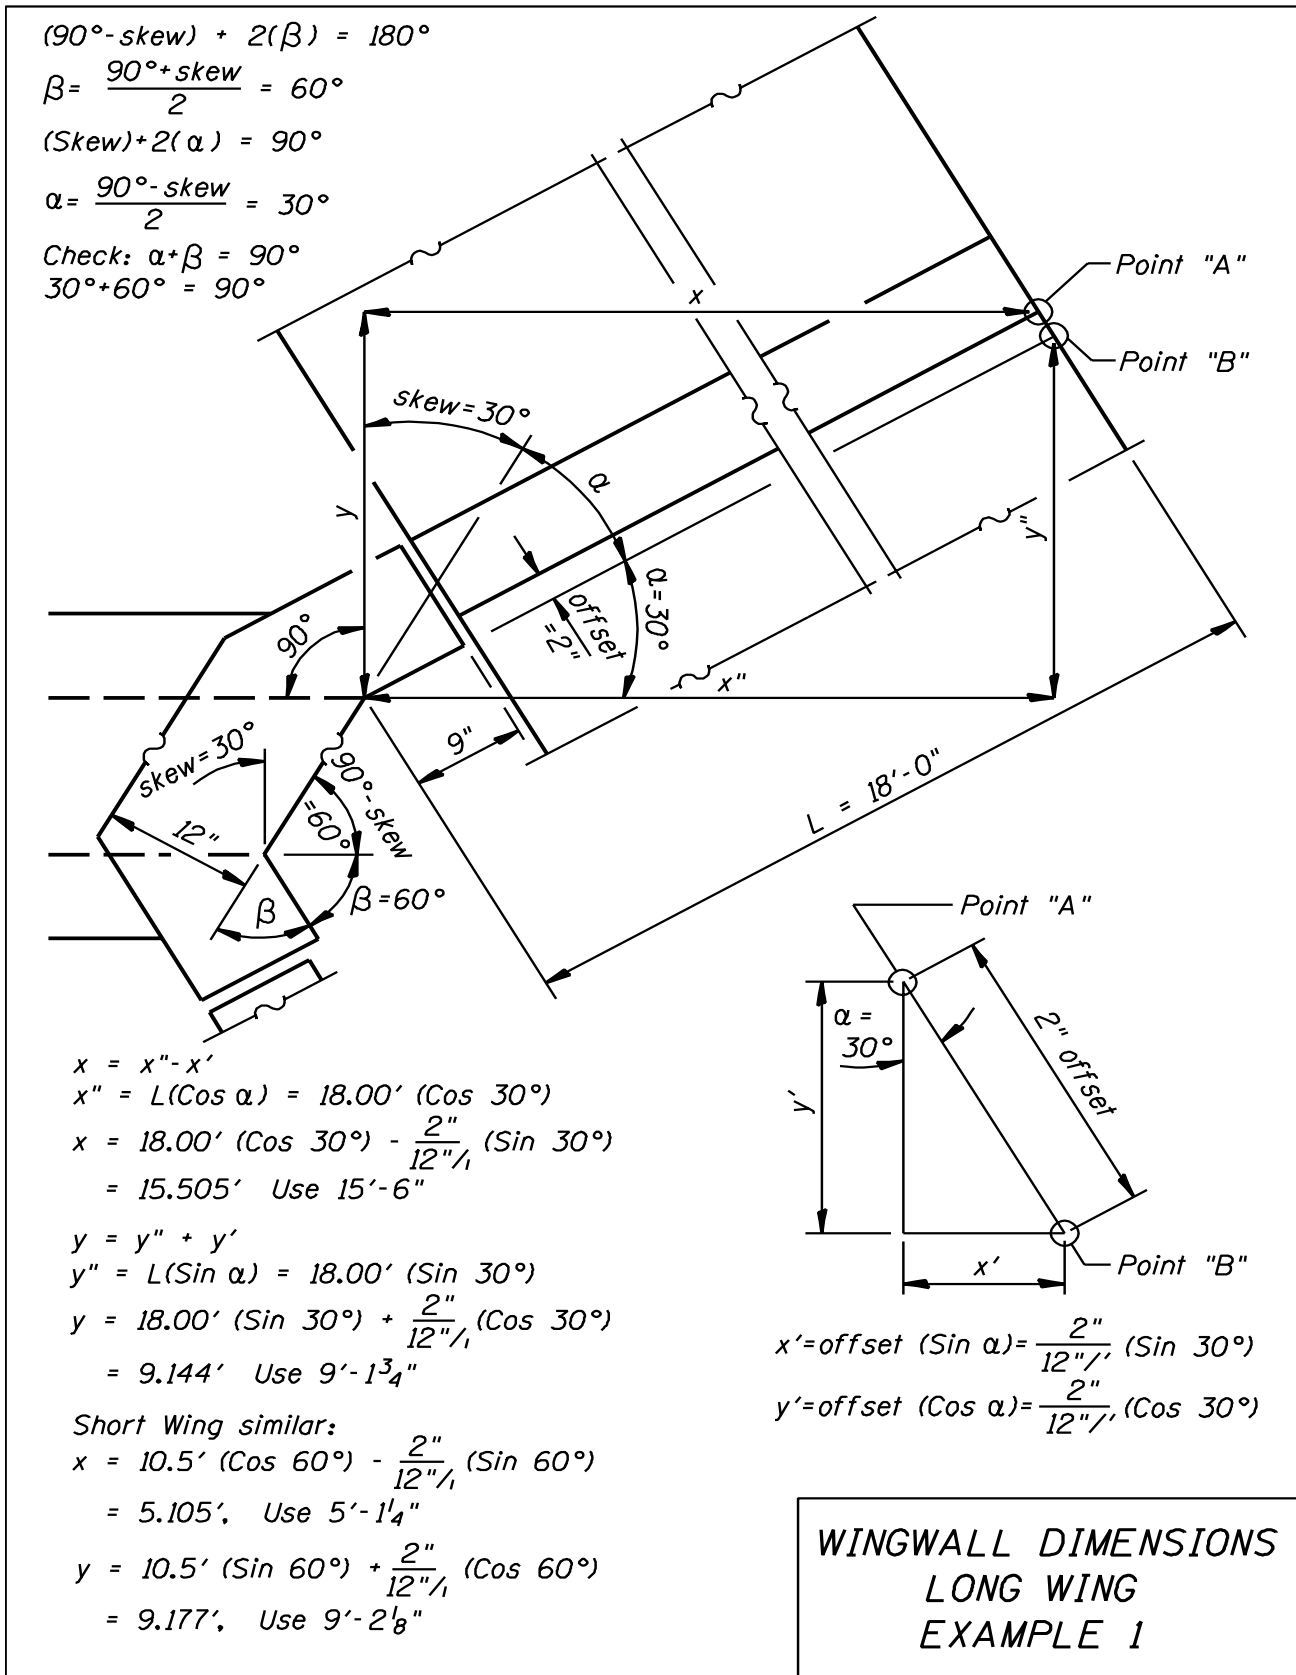 (90°-skew) + 2(β) = 180°
β= 90°+skew
2
= 60°
(Skew)+2(α) = 90°
α= 90°-skew
2
= 30°
Check: α+β = 90°
30°+60° = 90°
Point "A"
x
Point "B"
skew=30°
α
y
y"
α=30°
offset
=2"
90°
x"
skew=30°
9"
90°-skew
=60°
L = 18'-0"
12"
β
β=60°
Point "A"
α =
30°
2" offset
y'
x'
Point "B"
x'=offset (Sin α)= 2"
12"/'
(Sin 30°)
y'=offset (Cos α)= 2"
12"/'
(Cos 30°)
x = x"-x'
x" = L(Cos α) = 18.00' (Cos 30°)
x = 18.00' (Cos 30°) - 2"
12"/'
(Sin 30°)
= 15.505' Use 15'-6"
y = y" + y'
y" = L(Sin α) = 18.00' (Sin 30°)
y = 18.00' (Sin 30°) + 2"
12"/'
(Cos 30°)
= 9.144' Use 9'-1 3/4"
Short Wing similar:
x = 10.5' (Cos 60°) - 2"
12"/'
(Sin 60°)
= 5.105', Use 5'-1 1/4"
y = 10.5' (Sin 60°) + 2"
12"/'
(Cos 60°)
= 9.177', Use 9'-2 1/8"
WINGWALL DIMENSIONS
LONG WING
EXAMPLE 1